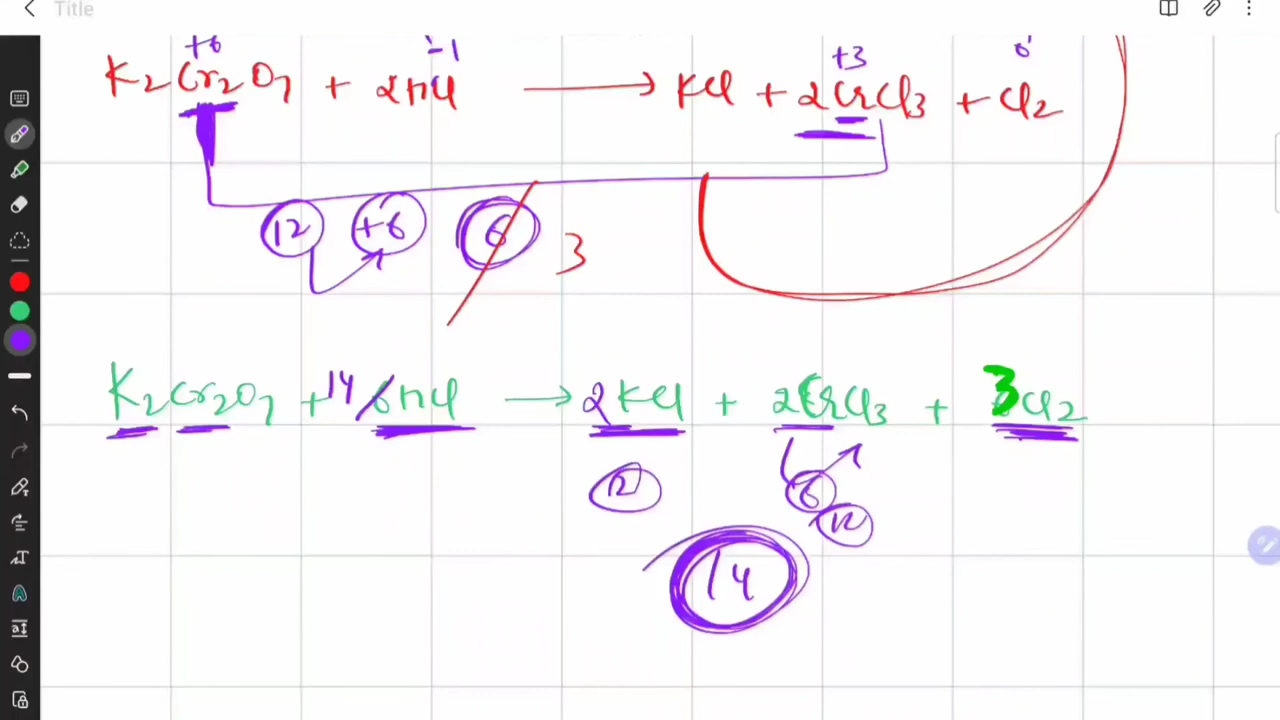 Title
+6 -1 +3 0
K2Cr2O7 + 2HCl → KCl + 2CrCl3 + Cl2
12 +6 6 3
K2Cr2O7 + 14 6HCl → 2KCl + 2CrCl3 + 3Cl2
12 6
12
14